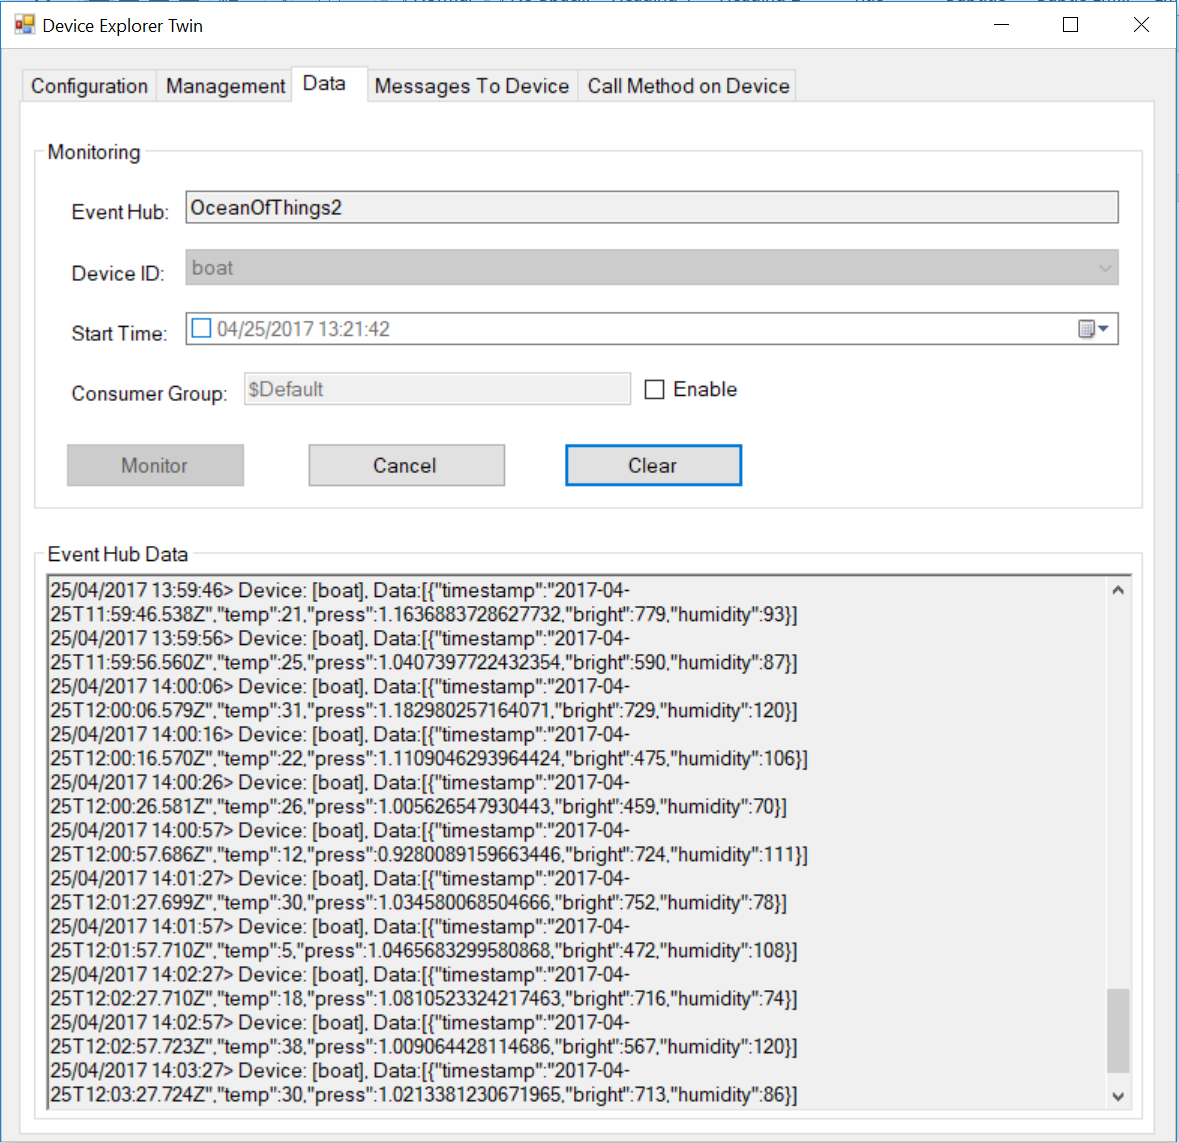 Device Explorer Twin
Configuration Management Data Messages To Device Call Method on Device
Monitoring
Event Hub: OceanOfThings2
Device ID: boat
Start Time: 04/25/2017 13:21:42
Consumer Group: $Default Enable
Monitor Cancel Clear
Event Hub Data
25/04/2017 13:59:46> Device: [boat], Data:[{"timestamp":"2017-04-
25T11:59:46.538Z","temp":21,"press":1.1636883728627732,"bright":779,"humidity":93}]
25/04/2017 13:59:56> Device: [boat], Data:[{"timestamp":"2017-04-
25T11:59:56.560Z","temp":25,"press":1.0407397722432354,"bright":590,"humidity":87}]
25/04/2017 14:00:06> Device: [boat], Data:[{"timestamp":"2017-04-
25T12:00:06.579Z","temp":31,"press":1.182980257164071,"bright":729,"humidity":120}]
25/04/2017 14:00:16> Device: [boat], Data:[{"timestamp":"2017-04-
25T12:00:16.570Z","temp":22,"press":1.1109046293964424,"bright":475,"humidity":106}]
25/04/2017 14:00:26> Device: [boat], Data:[{"timestamp":"2017-04-
25T12:00:26.581Z","temp":26,"press":1.005626547930443,"bright":459,"humidity":70}]
25/04/2017 14:00:57> Device: [boat], Data:[{"timestamp":"2017-04-
25T12:00:57.686Z","temp":12,"press":0.9280089159663446,"bright":724,"humidity":111}]
25/04/2017 14:01:27> Device: [boat], Data:[{"timestamp":"2017-04-
25T12:01:27.699Z","temp":30,"press":1.034580068504666,"bright":752,"humidity":78}]
25/04/2017 14:01:57> Device: [boat], Data:[{"timestamp":"2017-04-
25T12:01:57.710Z","temp":5,"press":1.0465683299580868,"bright":472,"humidity":108}]
25/04/2017 14:02:27> Device: [boat], Data:[{"timestamp":"2017-04-
25T12:02:27.710Z","temp":18,"press":1.0810523324217463,"bright":716,"humidity":74}]
25/04/2017 14:02:57> Device: [boat], Data:[{"timestamp":"2017-04-
25T12:02:57.723Z","temp":38,"press":1.009064428114686,"bright":567,"humidity":120}]
25/04/2017 14:03:27> Device: [boat], Data:[{"timestamp":"2017-04-
25T12:03:27.724Z","temp":30,"press":1.02133812306​71965,"bright":713,"humidity":86}]